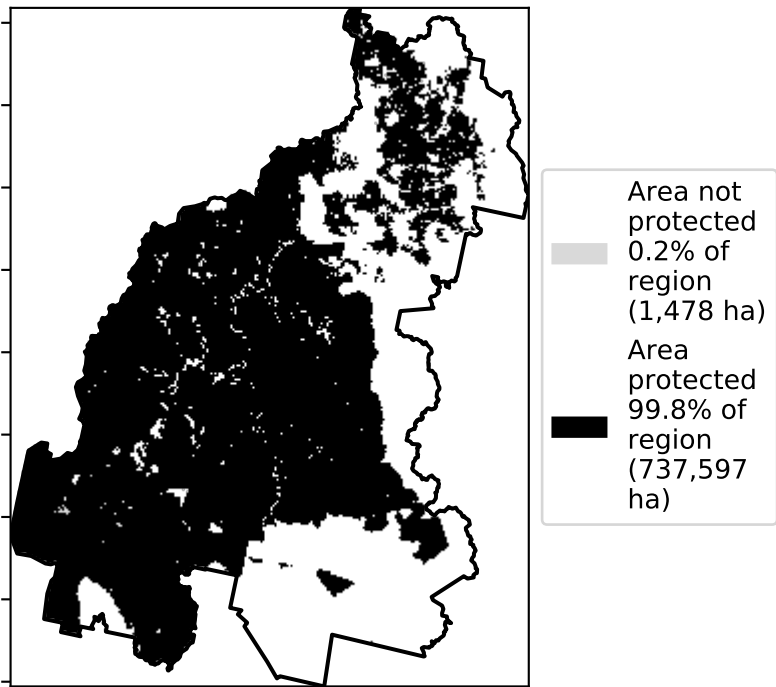 Area not
protected
0.2% of
region
(1,478 ha)
Area
protected
99.8% of
region
(737,597
ha)